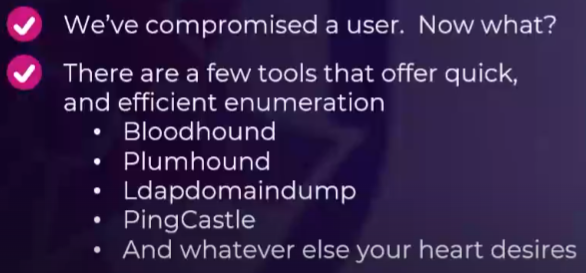 We've compromised a user. Now what?
There are a few tools that offer quick,
and efficient enumeration
• Bloodhound
• Plumhound
• Ldapdomaindump
• PingCastle
• And whatever else your heart desires